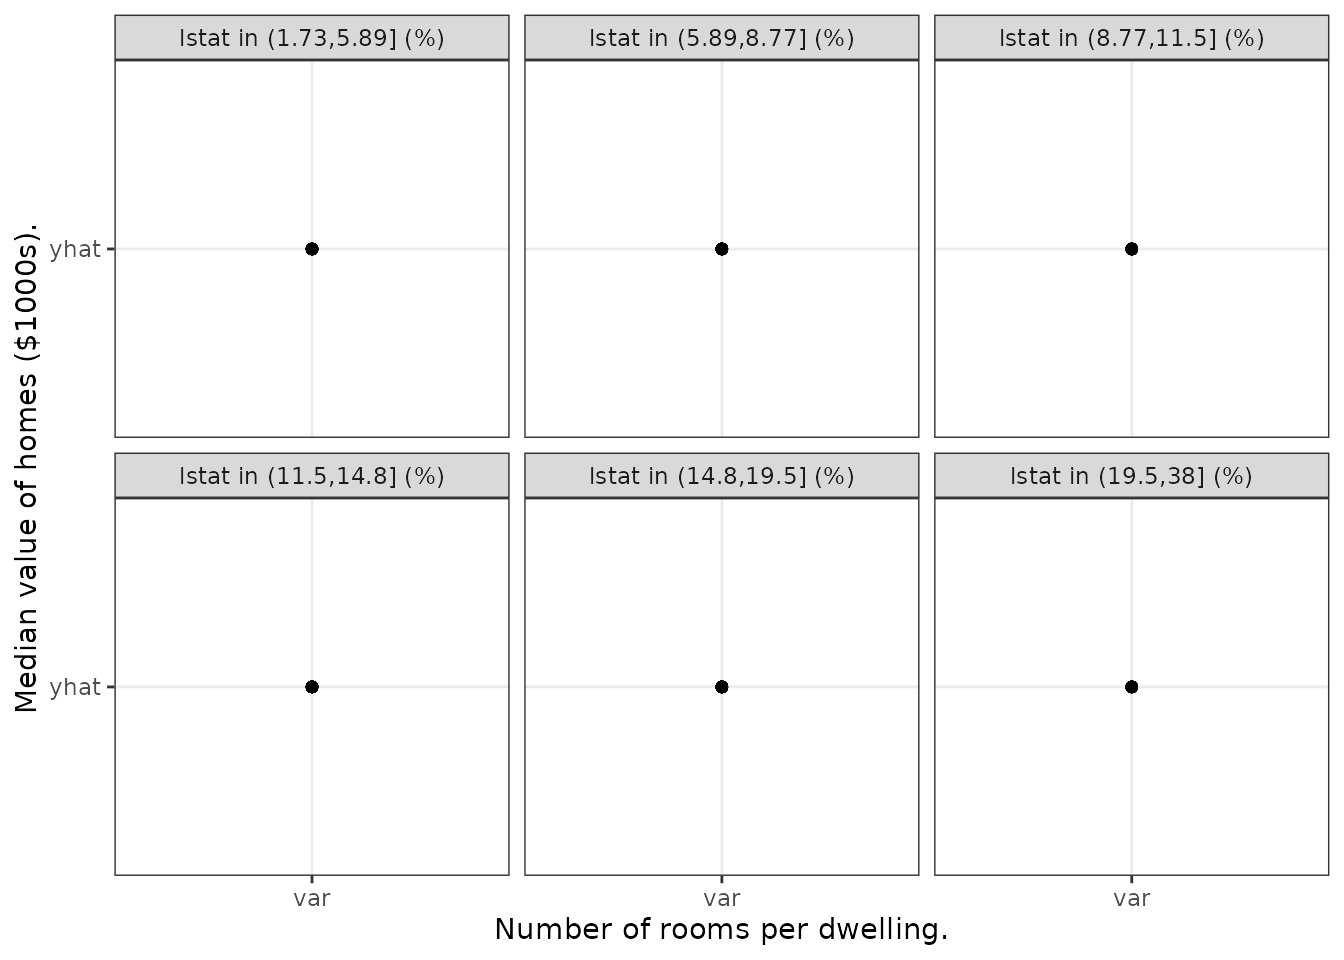 lstat in (1.73,5.89] (%)
lstat in (5.89,8.77] (%)
lstat in (8.77,11.5] (%)
yhat
lstat in (11.5,14.8] (%)
lstat in (14.8,19.5] (%)
lstat in (19.5,38] (%)
yhat
var
var
var
Number of rooms per dwelling.
Median value of homes ($1000s).